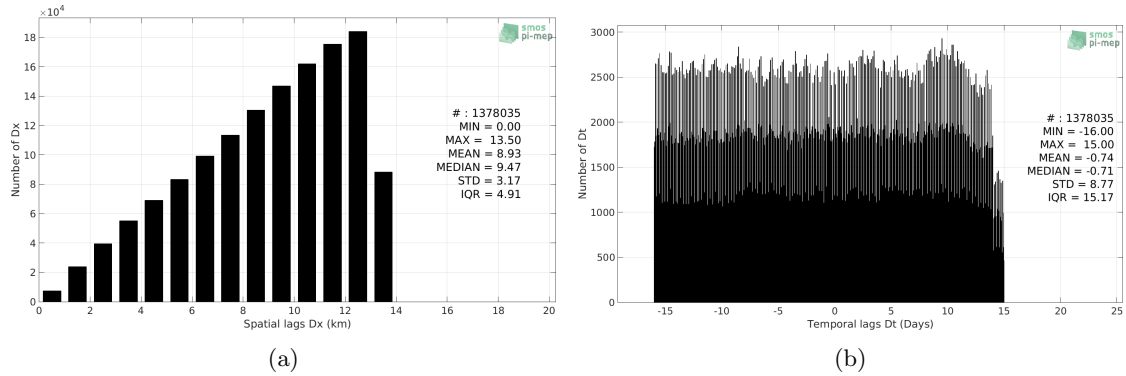 ×10⁴
18
16
14
12
10
8
6
4
2
0
Number of Dx
0 2 4 6 8 10 12 14 16 18 20
Spatial lags Dx (km)
smos
pi-mep
# : 1378035
MIN = 0.00
MAX = 13.50
MEAN = 8.93
MEDIAN = 9.47
STD = 3.17
IQR = 4.91
(a)
3000
2500
2000
1500
1000
500
0
Number of Dt
-15 -10 -5 0 5 10 15 20 25
Temporal lags Dt (Days)
smos
pi-mep
# : 1378035
MIN = -16.00
MAX = 15.00
MEAN = -0.74
MEDIAN = -0.71
STD = 8.77
IQR = 15.17
(b)